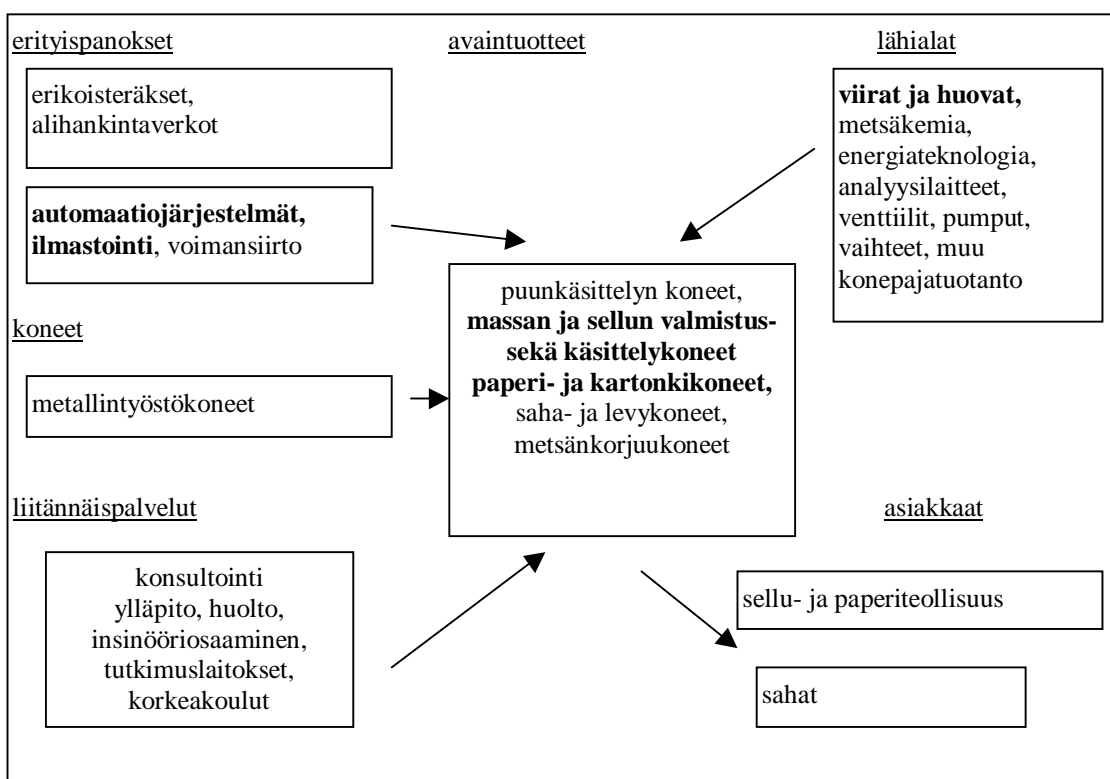 erityispanokset
avaintuotteet
lähialat
erikoisteräkset,
alihankintaverkot
automaatiojärjestelmät,
ilmastointi, voimansiirto
viirat ja huovat,
metsäkemia,
energiateknologia,
analyysilaitteet,
venttiilit, pumput,
vaihteet, muu
konepajatuotanto
koneet
metallintyöstökoneet
puunkäsittelyn koneet,
massan ja sellun valmistus-
sekä käsittelykoneet
paperi- ja kartonkikoneet,
saha- ja levykoneet,
metsänkorjuukoneet
liitännäispalvelut
konsultointi
ylläpito, huolto,
insinööriosaaminen,
tutkimuslaitokset,
korkeakoulut
asiakkaat
sellu- ja paperiteollisuus
sahat